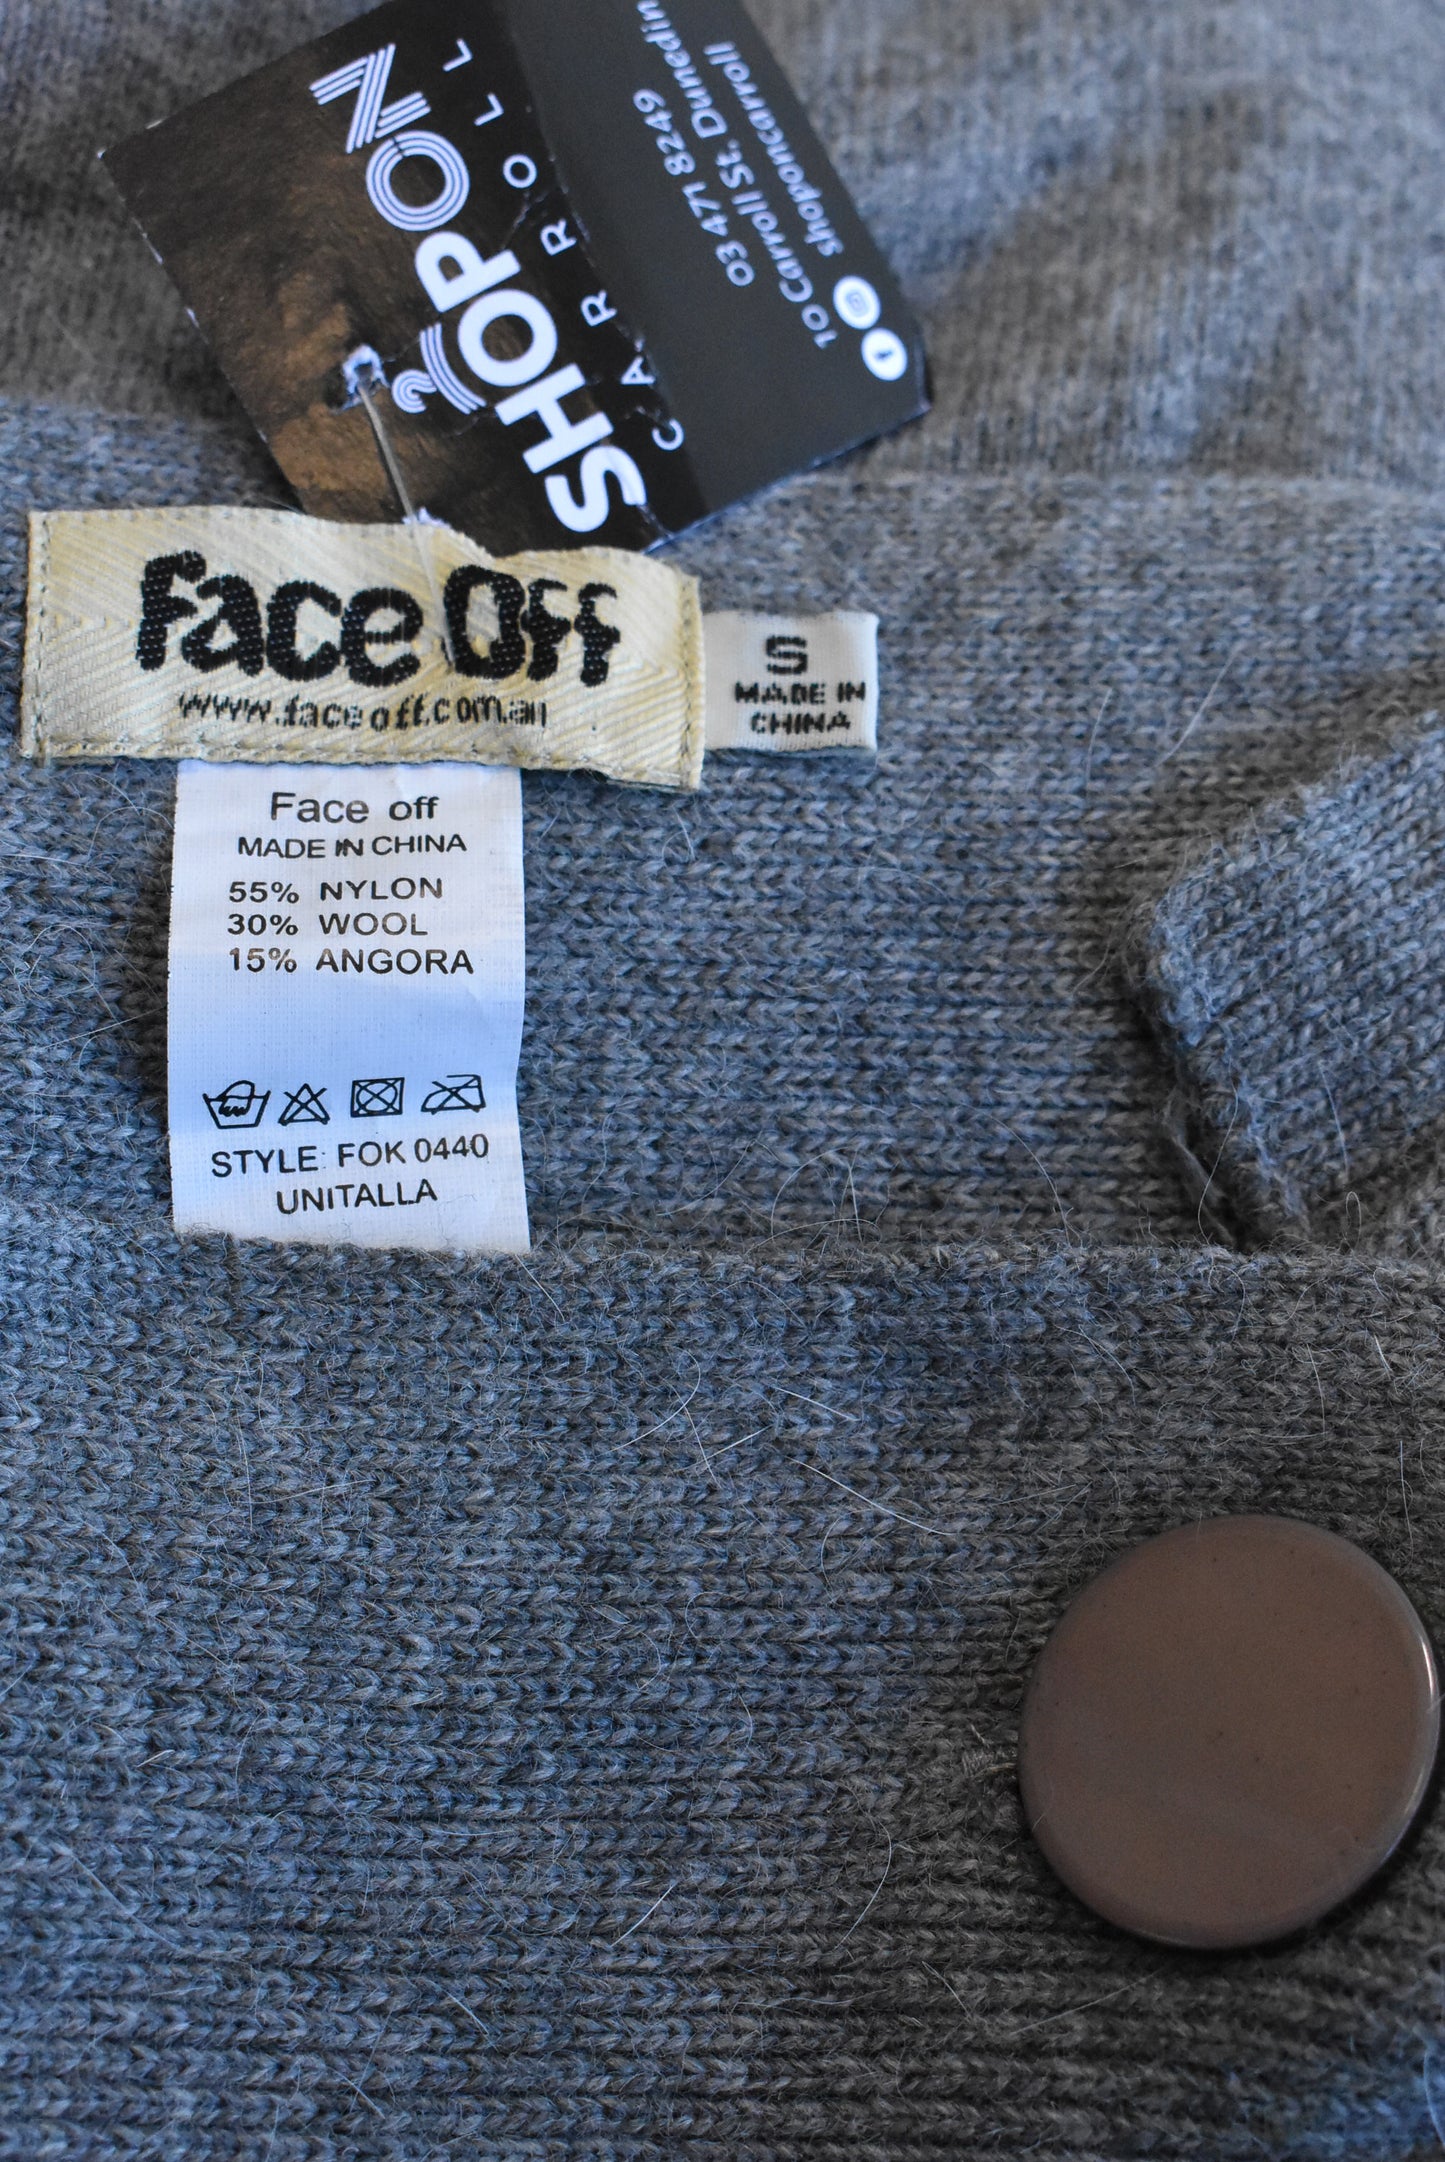 SHOP ON
CARROLL
03 471 8249
10 Carroll St. Dunedin
shoponcarroll
face off
www.faceoff.com.au
S
MADE IN
CHINA
Face off
MADE IN CHINA
55% NYLON
30% WOOL
15% ANGORA
STYLE: FOK 0440
UNITALLA